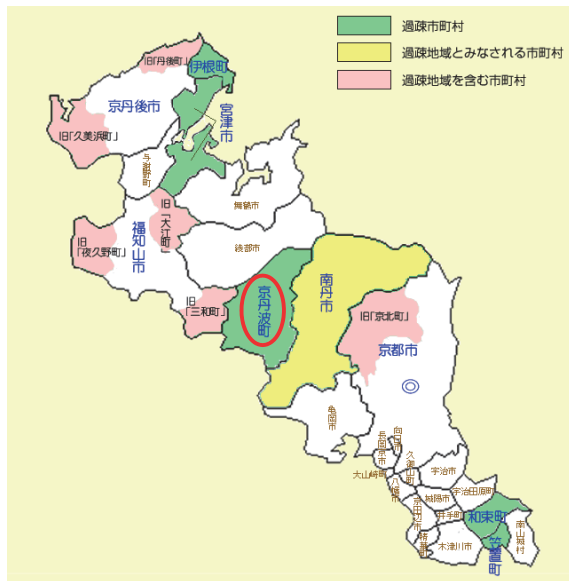 過疎市町村
過疎地域とみなされる市町村
過疎地域を含む市町村
旧「丹後町」
伊根町
京丹後市
宮津市
旧「久美浜町」
与謝野町
舞鶴市
旧「大江町」
福知山市
旧「夜久野町」
綾部市
旧「三和町」
京丹波町
南丹市
旧「京北町」
京都市
亀岡市
向日市
長岡京市
大山崎町
久御山町
宇治市
八幡市
城陽市
宇治田原町
京田辺市
井手町
和束町
精華町
木津川市
笠置町
南山城村